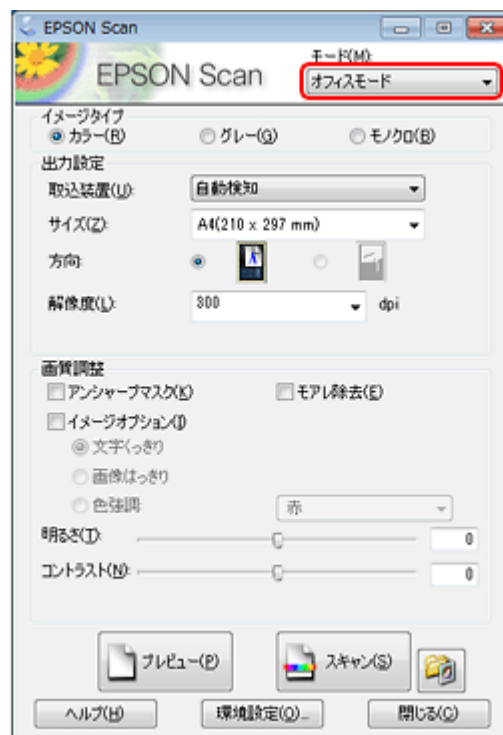 EPSON Scan
EPSON Scan
モード(M):
オフィスモード
イメージタイプ
カラー(R) グレー(G) モノクロ(B)
出力設定
取込装置(U): 自動検知
サイズ(Z): A4(210 x 297 mm)
方向:
解像度(L): 300 dpi
画質調整
アンシャープマスク(K) モアレ除去(E)
イメージオプション(I)
文字くっきり
画像はっきり
色強調: 赤
明るさ(T): 0
コントラスト(N): 0
プレビュー(P) スキャン(S)
ヘルプ(H) 環境設定(O)... 閉じる(C)